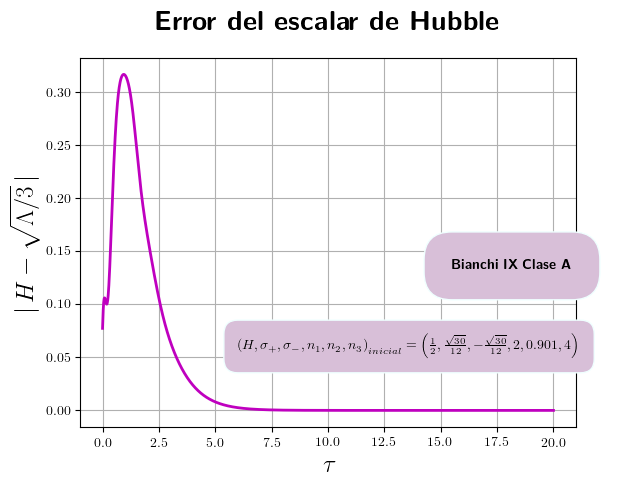 Error del escalar de Hubble
| H − √Λ/3 |
0.30
0.25
0.20
0.15
0.10
0.05
0.00
Bianchi IX Clase A
(H, σ₊, σ₋, n₁, n₂, n₃)_{inicial} = (1/2, √30/12, −√30/12, 2, 0.901, 4)
0.0 2.5 5.0 7.5 10.0 12.5 15.0 17.5 20.0
τ